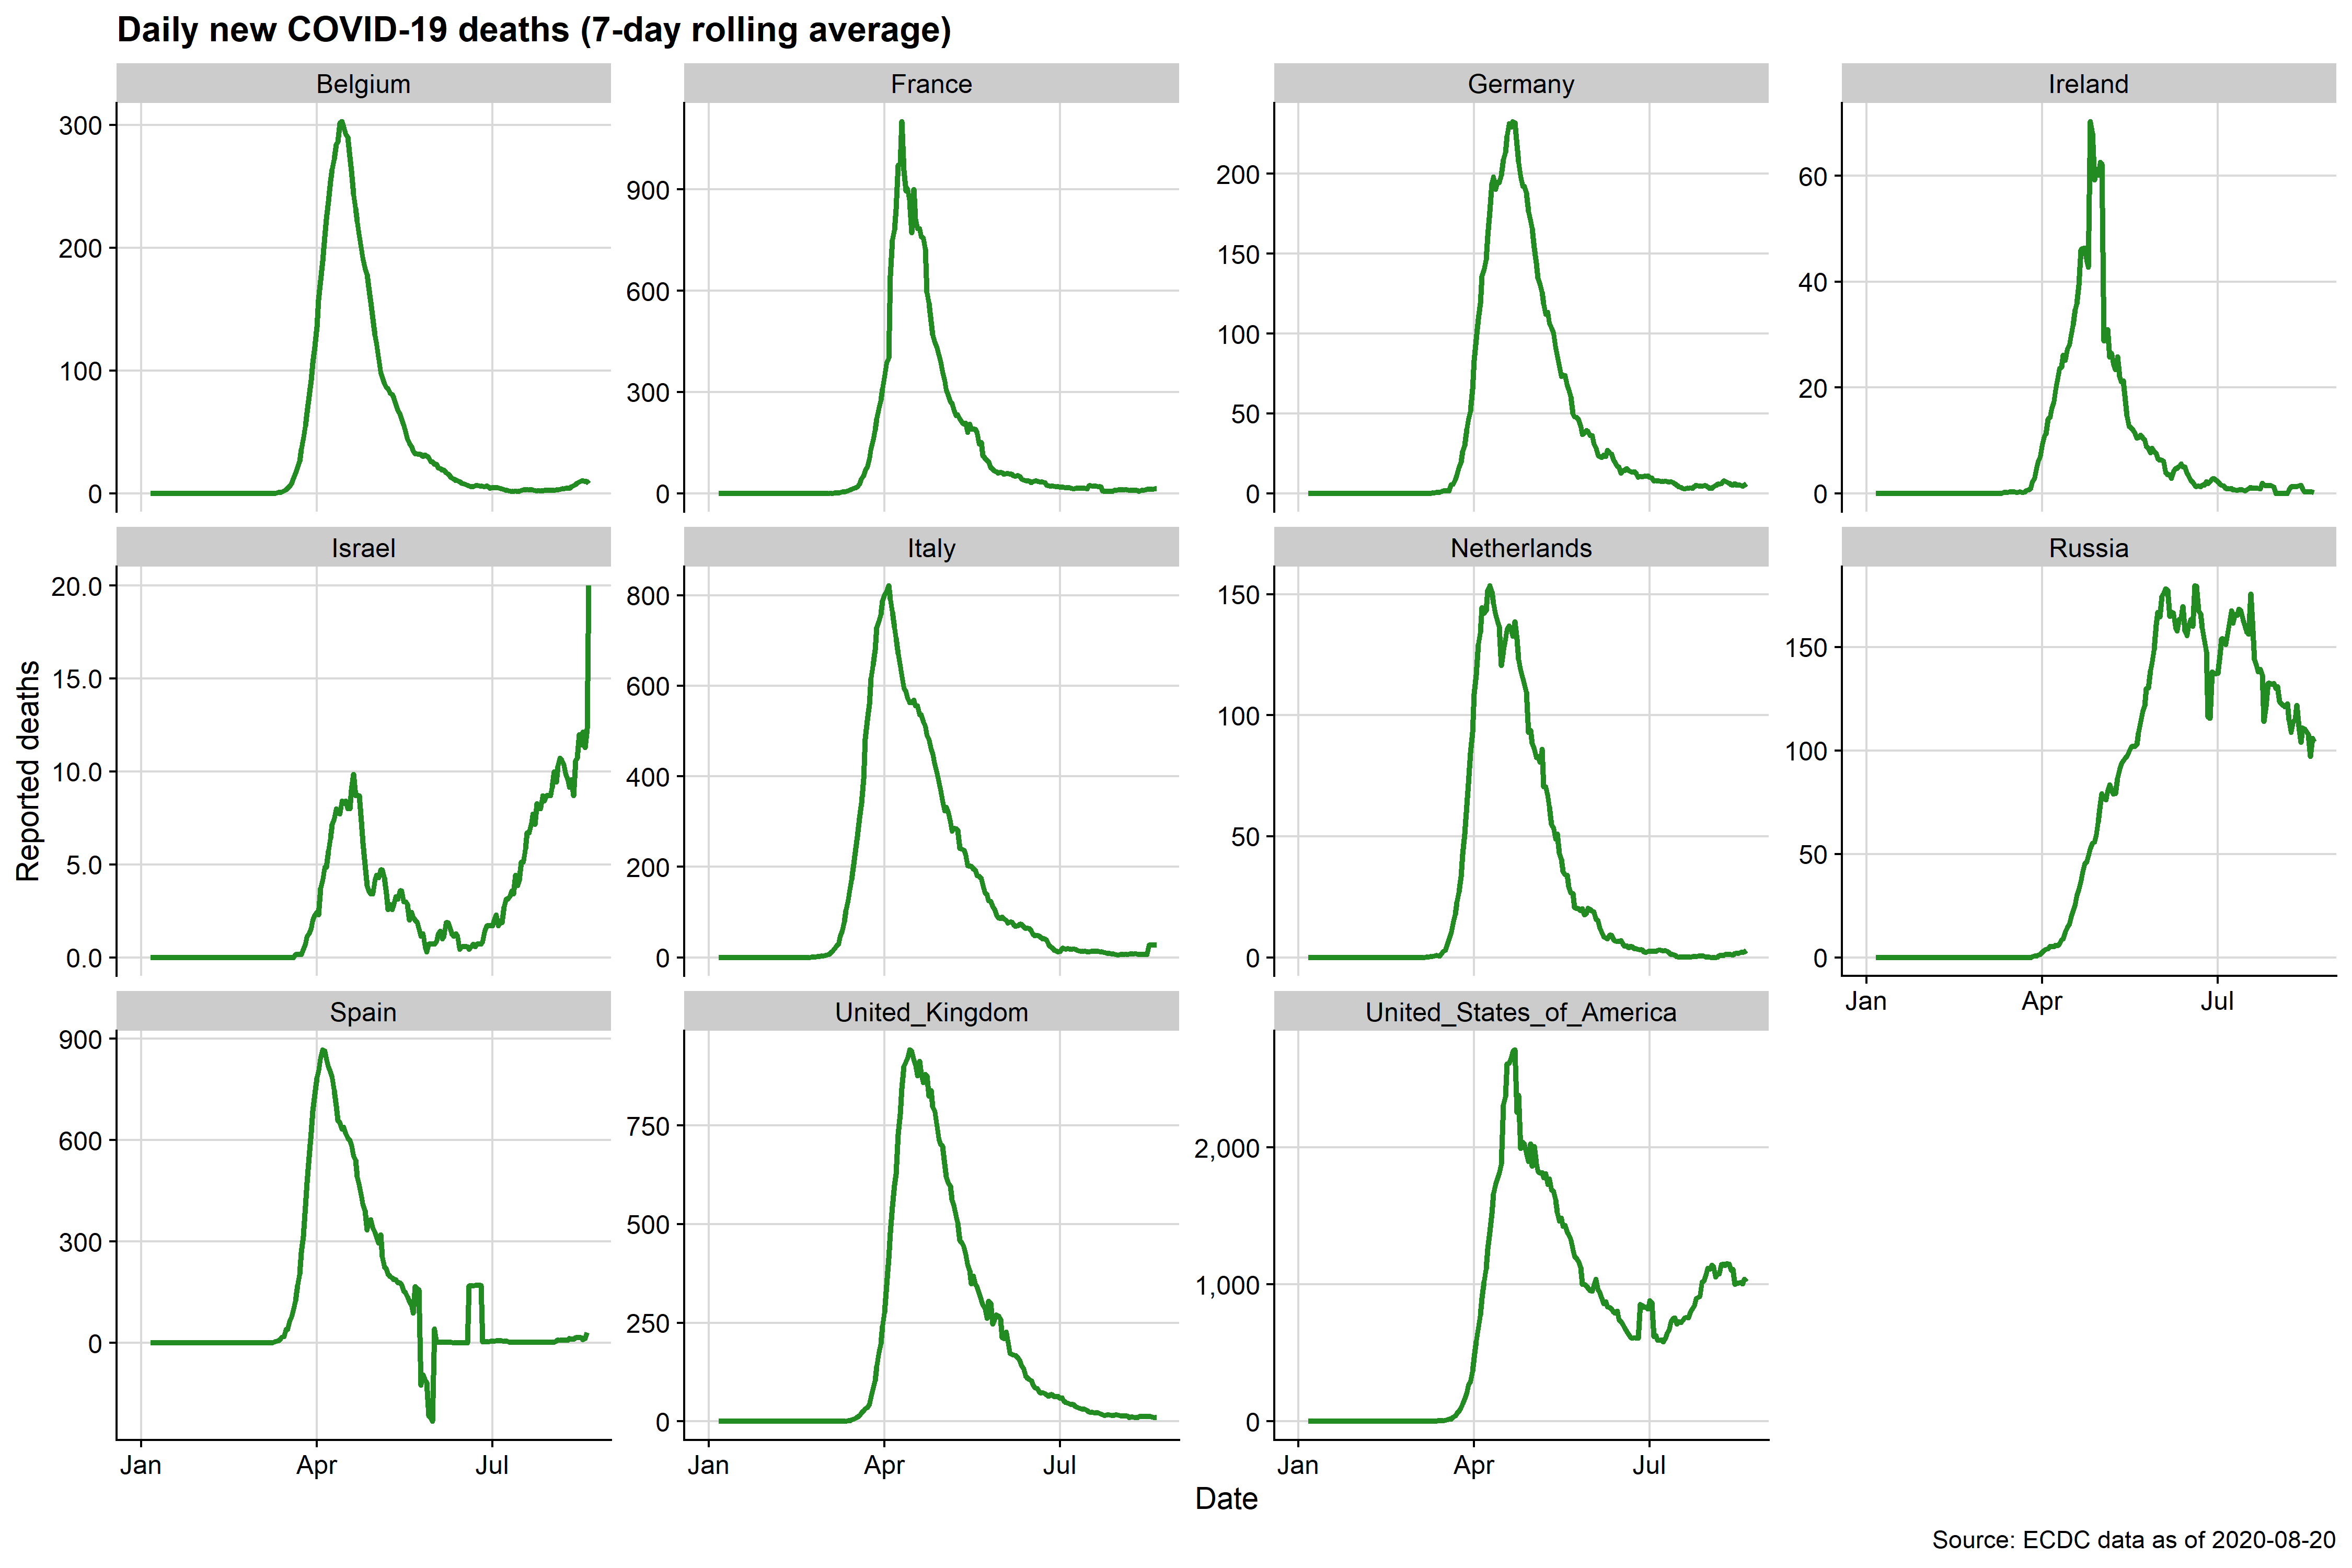 Daily new COVID-19 deaths (7-day rolling average)
Belgium
France
Germany
Ireland
300
200
100
0
900
600
300
0
200
150
100
50
0
60
40
20
0
Israel
Italy
Netherlands
Russia
Reported deaths
20.0
15.0
10.0
5.0
0.0
800
600
400
200
0
150
100
50
0
150
100
50
0
Jan Apr Jul
Spain
United_Kingdom
United_States_of_America
900
600
300
0
750
500
250
0
2,000
1,000
0
Jan Apr Jul
Jan Apr Jul
Jan Apr Jul
Date
Source: ECDC data as of 2020-08-20